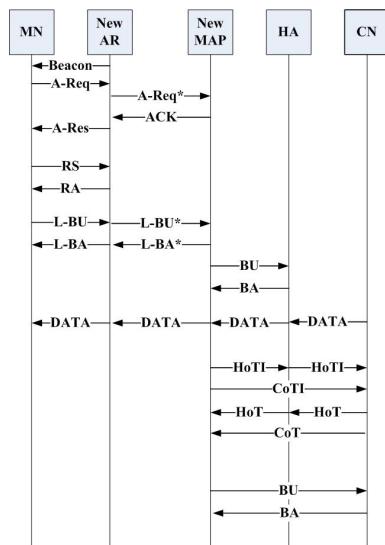 MN
New
AR
New
MAP
HA
CN
Beacon
A-Req
A-Req*
ACK
A-Res
RS
RA
L-BU
L-BU*
L-BA
L-BA*
BU
BA
DATA
DATA
DATA
DATA
HoTI
HoTI
CoTI
HoT
HoT
CoT
BU
BA